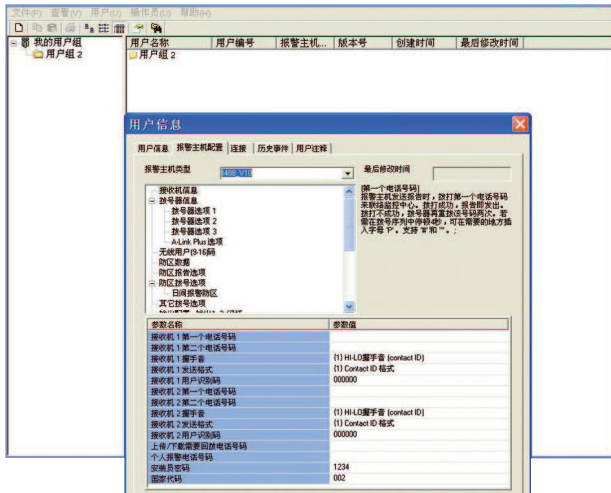 文件(F) 查看(V) 用户(U) 操作员(O) 帮助(H)
我的用户组
用户组 2
用户名称 用户编号 报警主机... 版本号 创建时间 最后修改时间
用户组 2
用户信息
用户信息 报警主机配置 连接 历史事件 用户注释
报警主机类型 i488_V10 最后修改时间
接收机信息
拨号器信息
拨号器选项 1
拨号器选项 2
拨号器选项 3
A-Link Plus选项
无线用户(9-16)码
防区数据
防区报告选项
防区拨号选项
日间报警防区
其它拨号选项
[第一个电话号码]
报警主机发送报告时，拨打第一个电话号码
来联络监控中心。拨打成功，报告即发出。
拨打不成功，拨号器再重拨该号码两次。若
需在拨号序列中停顿4秒，可在需要的地方插
入字母 'P'。支持 '#'和 '*'。;
参数名称 参数值
接收机 1 第一个电话号码
接收机 1 第二个电话号码
接收机 1 握手音 (1) HI-LO握手音 (contact ID)
接收机 1 发送格式 (1) Contact ID 格式
接收机 1 用户识别码 000000
接收机 2 第一个电话号码
接收机 2 第二个电话号码
接收机 2 握手音 (1) HI-LO握手音 (contact ID)
接收机 2 发送格式 (1) Contact ID 格式
接收机 2 用户识别码 000000
上传/下载需要回拨电话号码
个人报警电话号码
安装员密码 1234
国家代码 002